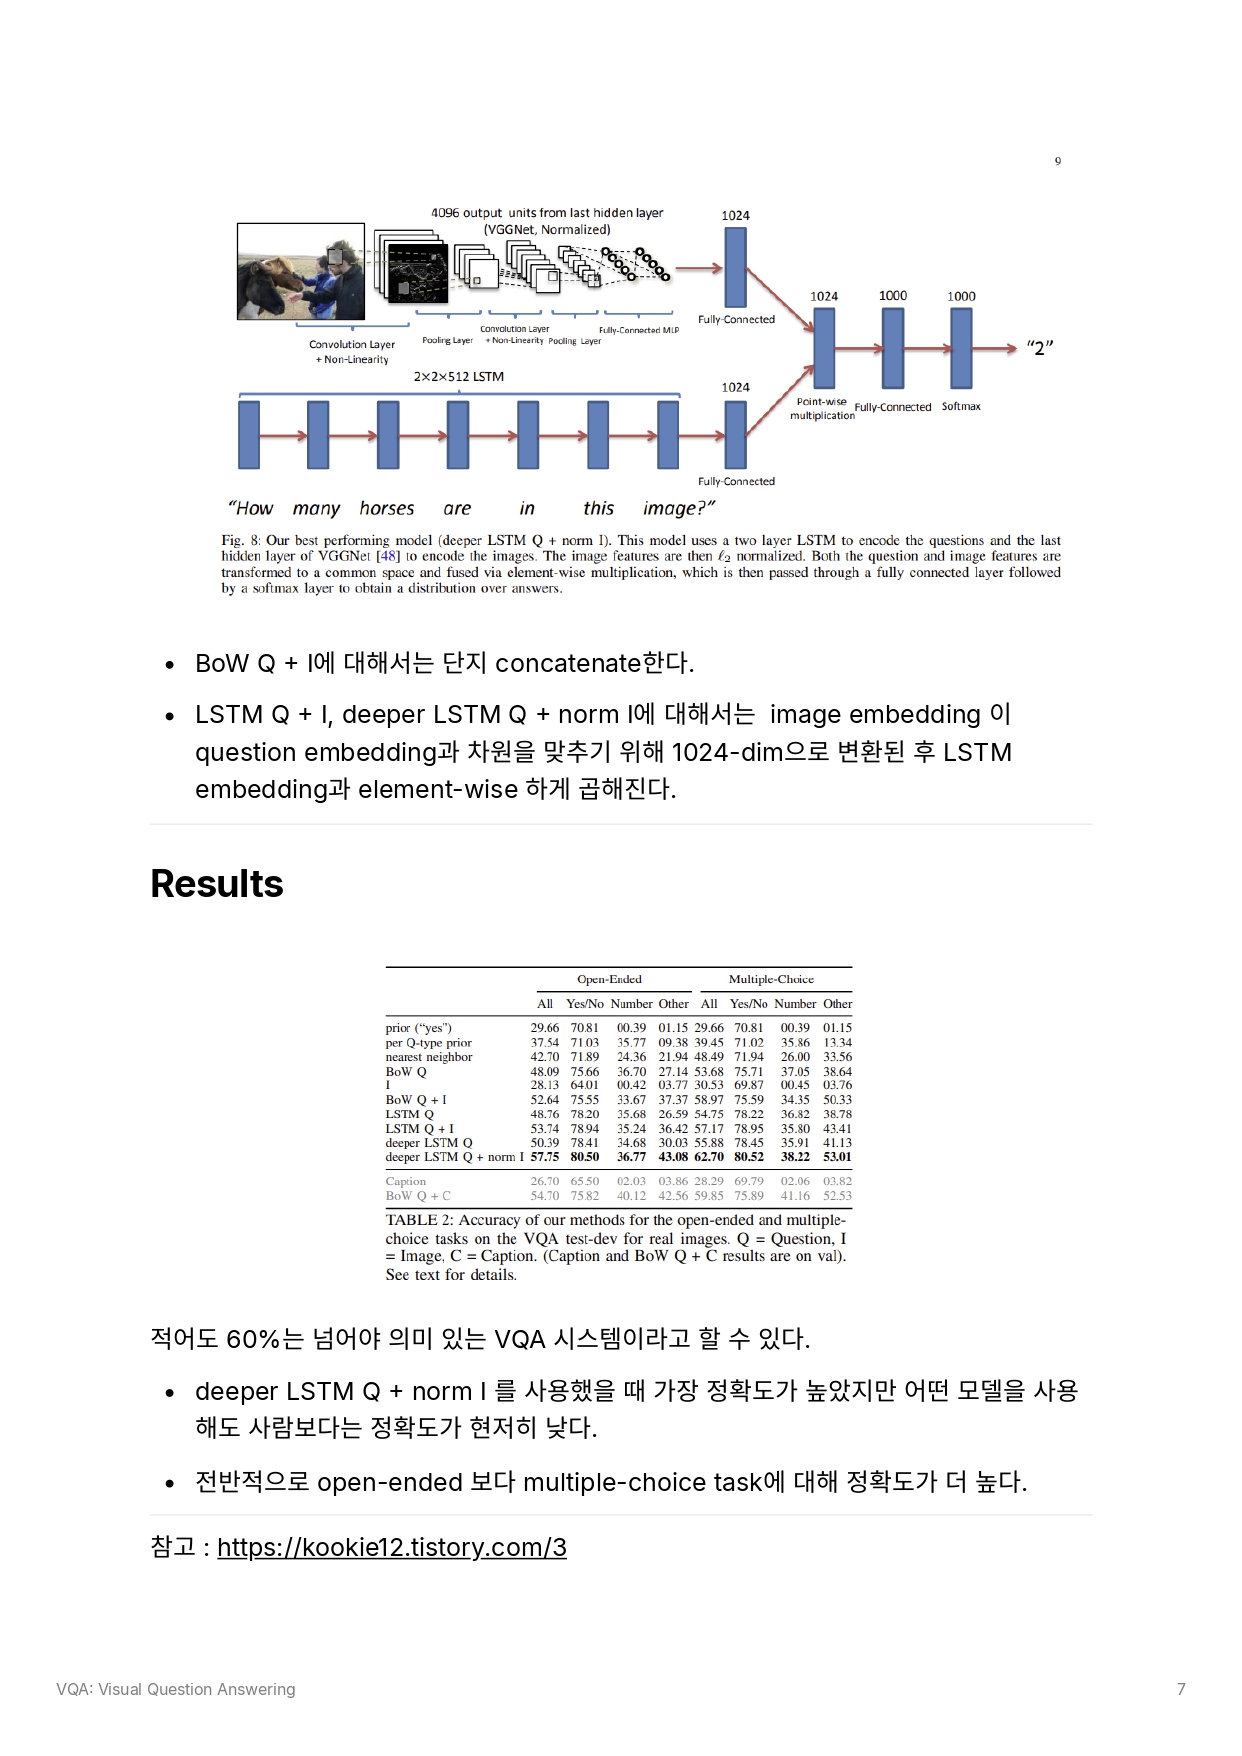 9
4096 output units from last hidden layer
(VGGNet, Normalized)
1024
Fully-Connected
Convolution Layer
+ Non-Linearity
Pooling Layer
Convolution Layer
+ Non-Linearity
Pooling Layer
Fully-Connected MLP
1024
1000
1000
"2"
Point-wise
multiplication
Fully-Connected
Softmax
2×2×512 LSTM
1024
Fully-Connected
"How many horses are in this image?"
Fig. 8: Our best performing model (deeper LSTM Q + norm I). This model uses a two layer LSTM to encode the questions and the last
hidden layer of VGGNet [48] to encode the images. The image features are then ℓ2 normalized. Both the question and image features are
transformed to a common space and fused via element-wise multiplication, which is then passed through a fully connected layer followed
by a softmax layer to obtain a distribution over answers.
• BoW Q + I에 대해서는 단지 concatenate한다.
• LSTM Q + I, deeper LSTM Q + norm I에 대해서는 image embedding 이
question embedding과 차원을 맞추기 위해 1024-dim으로 변환된 후 LSTM
embedding과 element-wise 하게 곱해진다.
Results
Open-Ended Multiple-Choice
All Yes/No Number Other All Yes/No Number Other
prior ("yes") 29.66 70.81 00.39 01.15 29.66 70.81 00.39 01.15
per Q-type prior 37.54 71.03 35.77 09.38 39.45 71.02 35.86 13.34
nearest neighbor 42.70 71.89 24.36 21.94 48.49 71.94 26.00 33.56
BoW Q 48.09 75.66 36.70 27.14 53.68 75.71 37.05 38.64
I 28.13 64.01 00.42 03.77 30.53 69.87 00.45 03.76
BoW Q + I 52.64 75.55 33.67 37.37 58.97 75.59 34.35 50.33
LSTM Q 48.76 78.20 35.68 26.59 54.75 78.22 36.82 38.78
LSTM Q + I 53.74 78.94 35.24 36.42 57.17 78.95 35.80 43.41
deeper LSTM Q 50.39 78.41 34.68 30.03 55.88 78.45 35.91 41.13
deeper LSTM Q + norm I 57.75 80.50 36.77 43.08 62.70 80.52 38.22 53.01
Caption 26.70 65.50 02.03 03.86 28.29 69.79 02.06 03.82
BoW Q + C 54.70 75.82 40.12 42.56 59.85 75.89 41.16 52.53
TABLE 2: Accuracy of our methods for the open-ended and multiple-
choice tasks on the VQA test-dev for real images. Q = Question, I
= Image, C = Caption. (Caption and BoW Q + C results are on val).
See text for details.
적어도 60%는 넘어야 의미 있는 VQA 시스템이라고 할 수 있다.
• deeper LSTM Q + norm I 를 사용했을 때 가장 정확도가 높았지만 어떤 모델을 사용
해도 사람보다는 정확도가 현저히 낮다.
• 전반적으로 open-ended 보다 multiple-choice task에 대해 정확도가 더 높다.
참고 : https://kookie12.tistory.com/3
VQA: Visual Question Answering 7